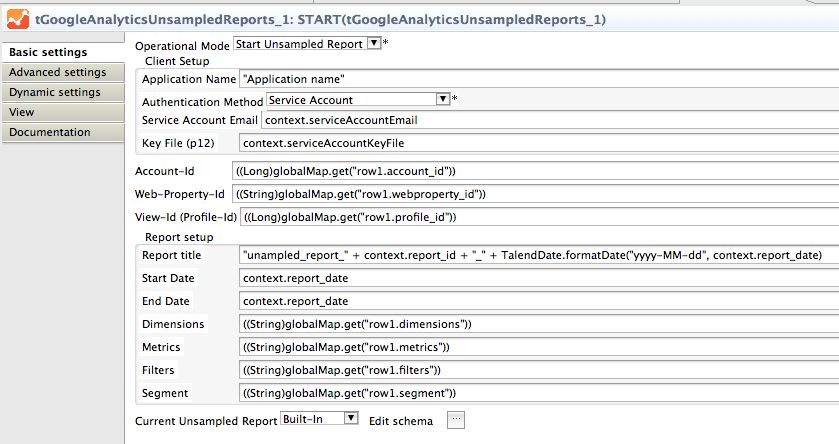 tGoogleAnalyticsUnsampledReports_1: START(tGoogleAnalyticsUnsampledReports_1)
Basic settings
Advanced settings
Dynamic settings
View
Documentation
Operational Mode Start Unsampled Report *
Client Setup
Application Name "Application name"
Authentication Method Service Account *
Service Account Email context.serviceAccountEmail
Key File (p12) context.serviceAccountKeyFile
Account-Id ((Long)globalMap.get("row1.account_id"))
Web-Property-Id ((String)globalMap.get("row1.webproperty_id"))
View-Id (Profile-Id) ((Long)globalMap.get("row1.profile_id"))
Report setup
Report title "unampled_report_" + context.report_id + "_" + TalendDate.formatDate("yyyy-MM-dd", context.report_date)
Start Date context.report_date
End Date context.report_date
Dimensions ((String)globalMap.get("row1.dimensions"))
Metrics ((String)globalMap.get("row1.metrics"))
Filters ((String)globalMap.get("row1.filters"))
Segment ((String)globalMap.get("row1.segment"))
Current Unsampled Report Built-In Edit schema ...